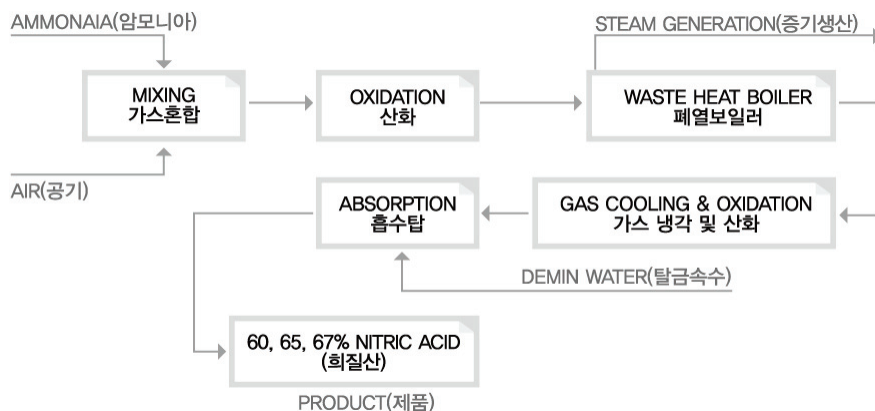 AMMONAIA(암모니아)
STEAM GENERATION(증기생산)
MIXING
가스혼합
OXIDATION
산화
WASTE HEAT BOILER
폐열보일러
AIR(공기)
ABSORPTION
흡수탑
GAS COOLING & OXIDATION
가스 냉각 및 산화
DEMIN WATER(탈금속수)
60, 65, 67% NITRIC ACID
(희질산)
PRODUCT(제품)